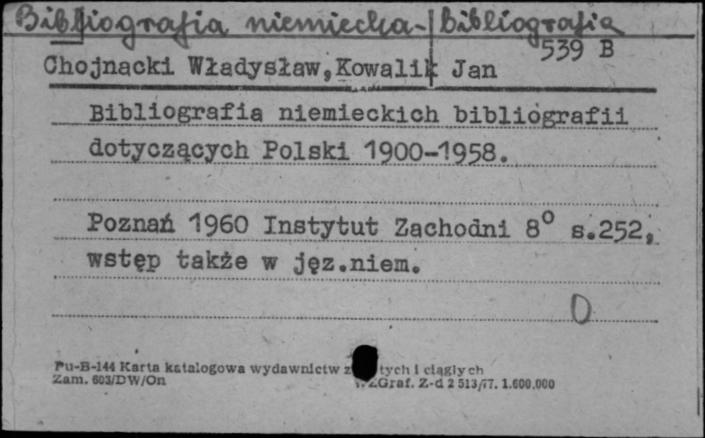 Bibliografia niemiecka-bibliografia
539 B
Chojnacki Władysław,Kowalik Jan
Bibliografia niemieckich bibliografii
dotyczących Polski 1900-1958.
Poznań 1960 Instytut Zachodni 8° s.252,
wstęp także w jęz.niem.
O
Pu-B-144 Karta katalogowa wydawnictw z tych i ciągłych
Zam. 603/DW/On ZGraf. Z-d 2 513/77. 1.600.000